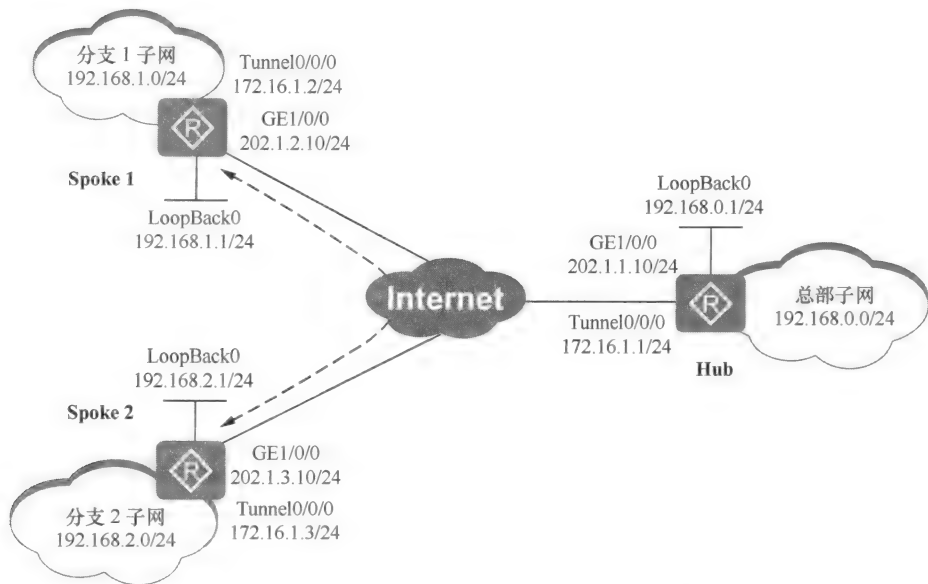 分支 1 子网
192.168.1.0/24
Tunnel0/0/0
172.16.1.2/24
R
GE1/0/0
202.1.2.10/24
Spoke 1
LoopBack0
192.168.1.1/24
LoopBack0
192.168.0.1/24
GE1/0/0
202.1.1.10/24
Internet
R
总部子网
192.168.0.0/24
Tunnel0/0/0
172.16.1.1/24
Hub
LoopBack0
192.168.2.1/24
Spoke 2
R
GE1/0/0
202.1.3.10/24
分支 2 子网
192.168.2.0/24
Tunnel0/0/0
172.16.1.3/24